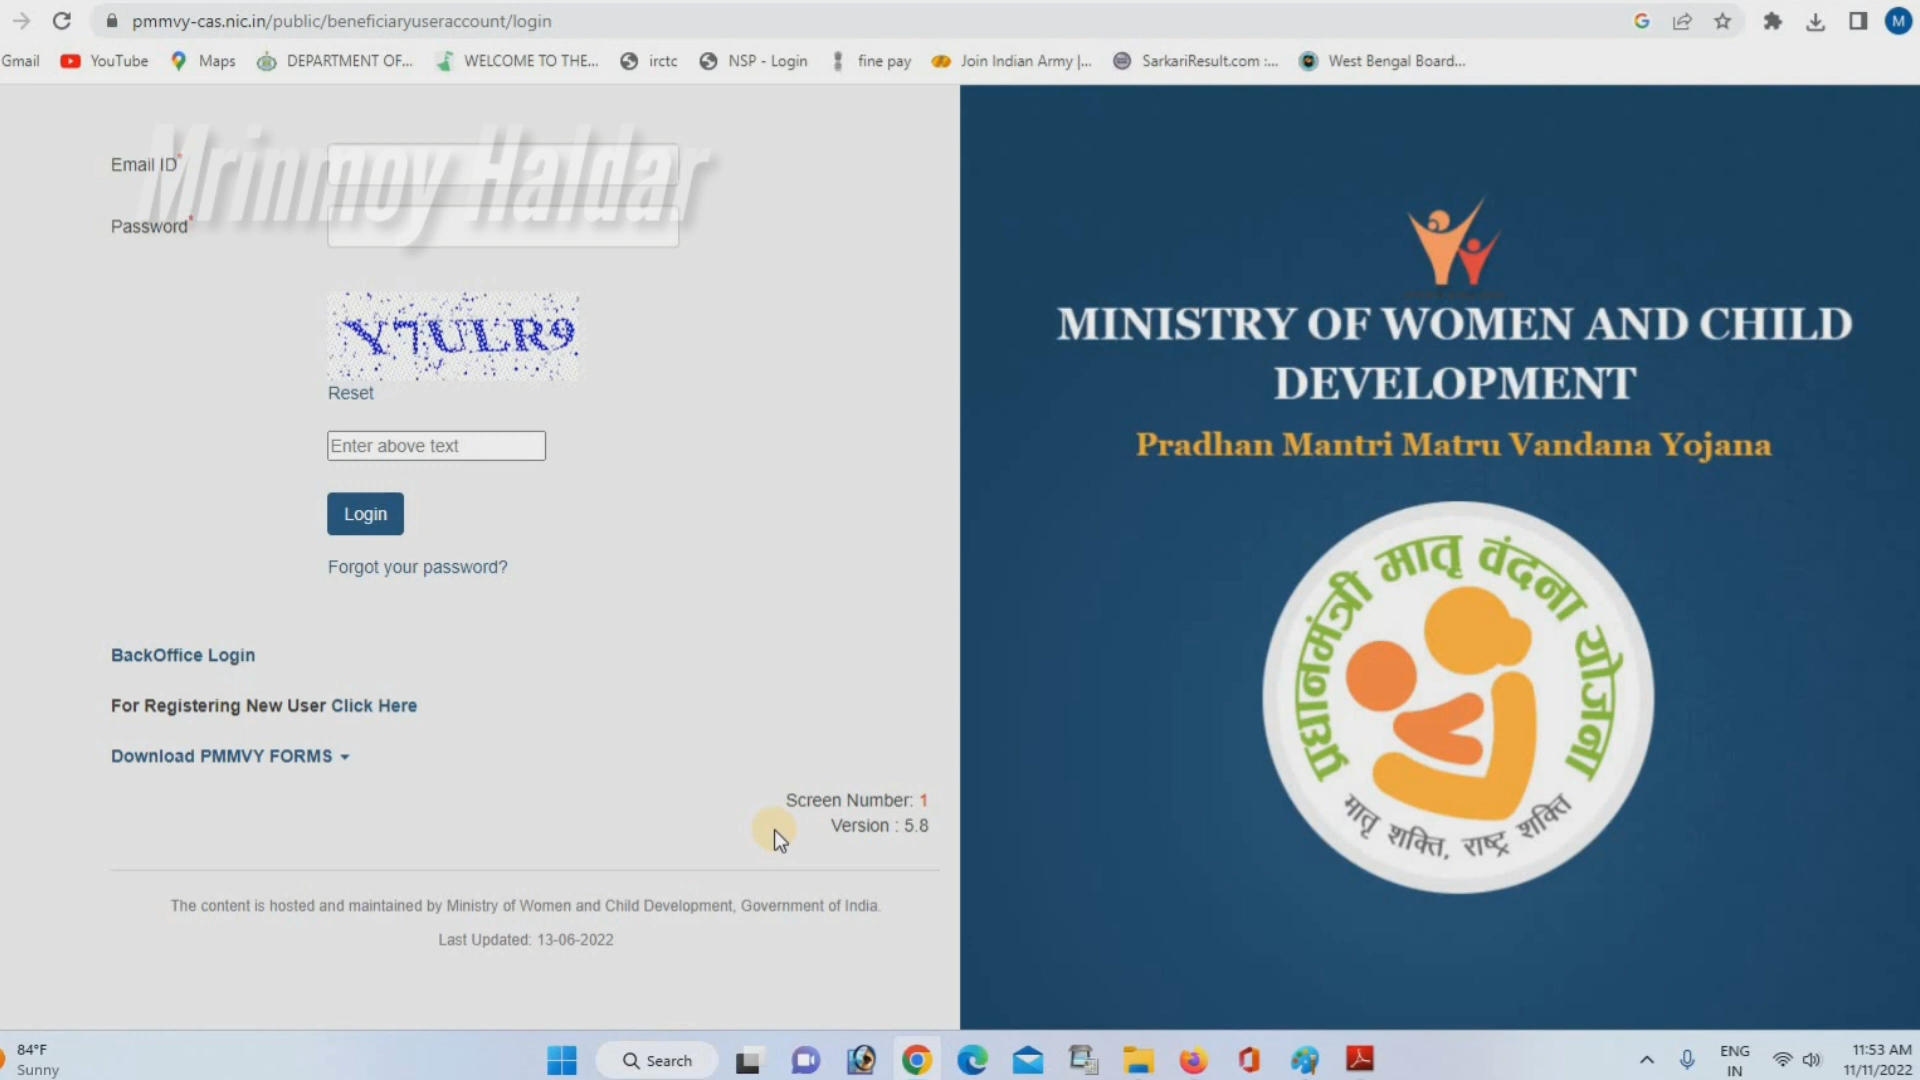 pmmvy-cas.nic.in/public/beneficiaryuseraccount/login
M
Gmail
YouTube
Maps
DEPARTMENT OF...
WELCOME TO THE...
irctc
NSP - Login
fine pay
Join Indian Army |...
SarkariResult.com :...
West Bengal Board...
Mrinmoy Haldar
Email ID*
Password*
Y7ULR9
Reset
Enter above text
Login
Forgot your password?
BackOffice Login
For Registering New User Click Here
Download PMMVY FORMS
Screen Number: 1
Version : 5.8
The content is hosted and maintained by Ministry of Women and Child Development, Government of India.
Last Updated: 13-06-2022
MINISTRY OF WOMEN AND CHILD
DEVELOPMENT
Pradhan Mantri Matru Vandana Yojana
प्रधानमंत्री मातृ वंदना योजना
मातृ शक्ति, राष्ट्र शक्ति
84°F
Sunny
Search
ENG
IN
11:53 AM
11/11/2022